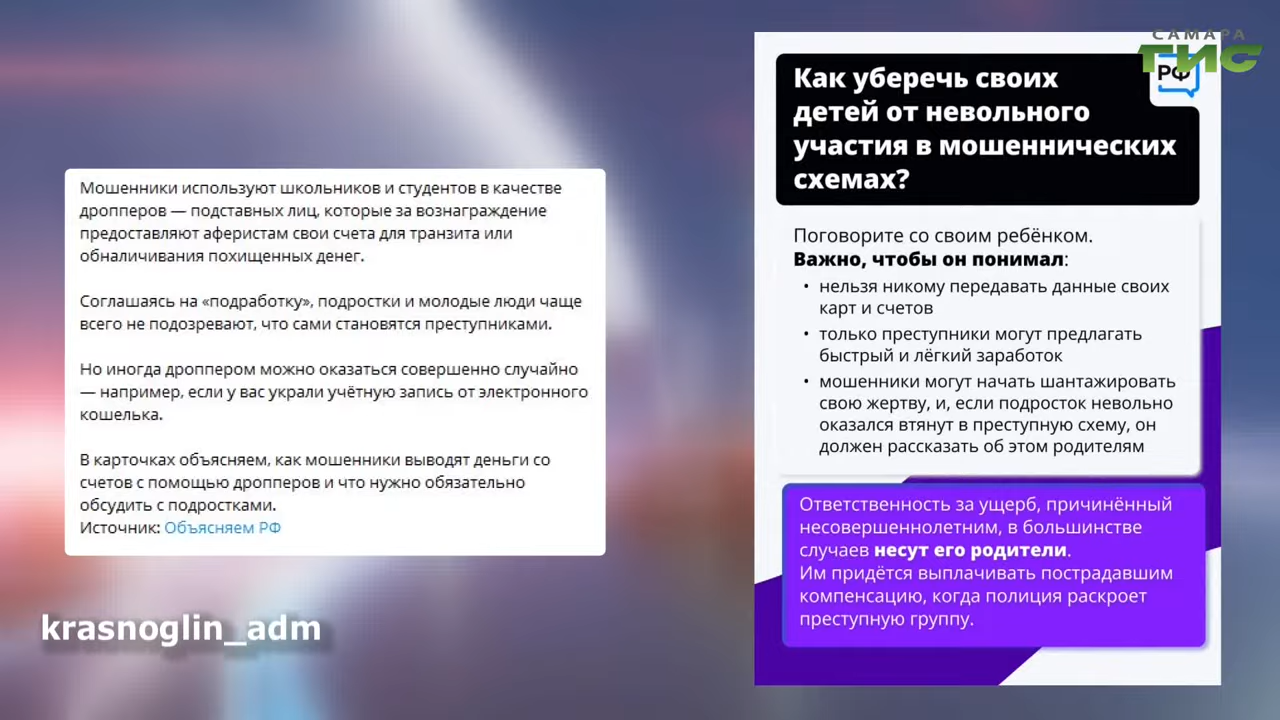 САМАРА
ГИС
Мошенники используют школьников и студентов в качестве
дропперов — подставных лиц, которые за вознаграждение
предоставляют аферистам свои счета для транзита или
обналичивания похищенных денег.
Соглашаясь на «подработку», подростки и молодые люди чаще
всего не подозревают, что сами становятся преступниками.
Но иногда дроппером можно оказаться совершенно случайно
— например, если у вас украли учётную запись от электронного
кошелька.
В карточках объясняем, как мошенники выводят деньги со
счетов с помощью дропперов и что нужно обязательно
обсудить с подростками.
Источник: Объясняем РФ
krasnoglin_adm
РФ
Как уберечь своих
детей от невольного
участия в мошеннических
схемах?
Поговорите со своим ребёнком.
Важно, чтобы он понимал:
• нельзя никому передавать данные своих
карт и счетов
• только преступники могут предлагать
быстрый и лёгкий заработок
• мошенники могут начать шантажировать
свою жертву, и, если подросток невольно
оказался втянут в преступную схему, он
должен рассказать об этом родителям
Ответственность за ущерб, причинённый
несовершеннолетним, в большинстве
случаев несут его родители.
Им придётся выплачивать пострадавшим
компенсацию, когда полиция раскроет
преступную группу.